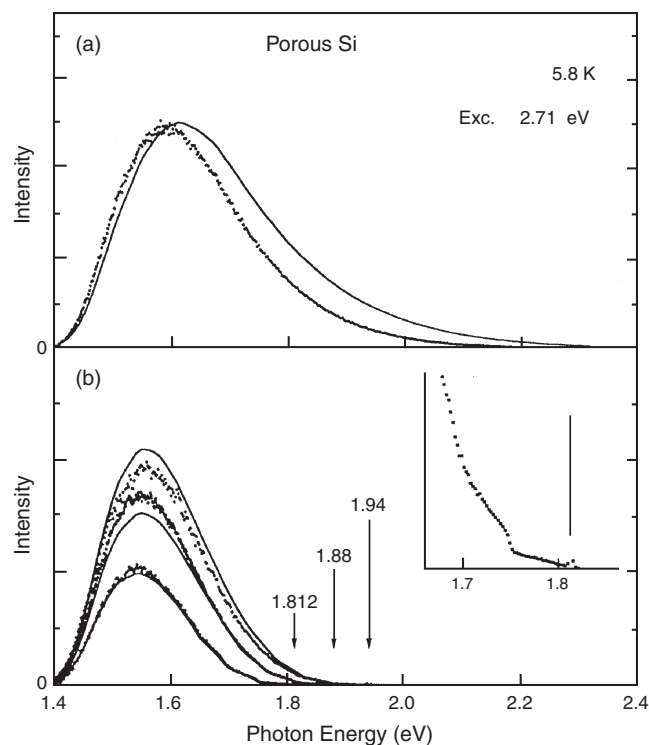 (a)
Porous Si
5.8 K
Exc. 2.71 eV
Intensity
0
(b)
1.94
1.88
1.812
1.7
1.8
Intensity
0
1.4
1.6
1.8
2.0
2.2
2.4
Photon Energy (eV)